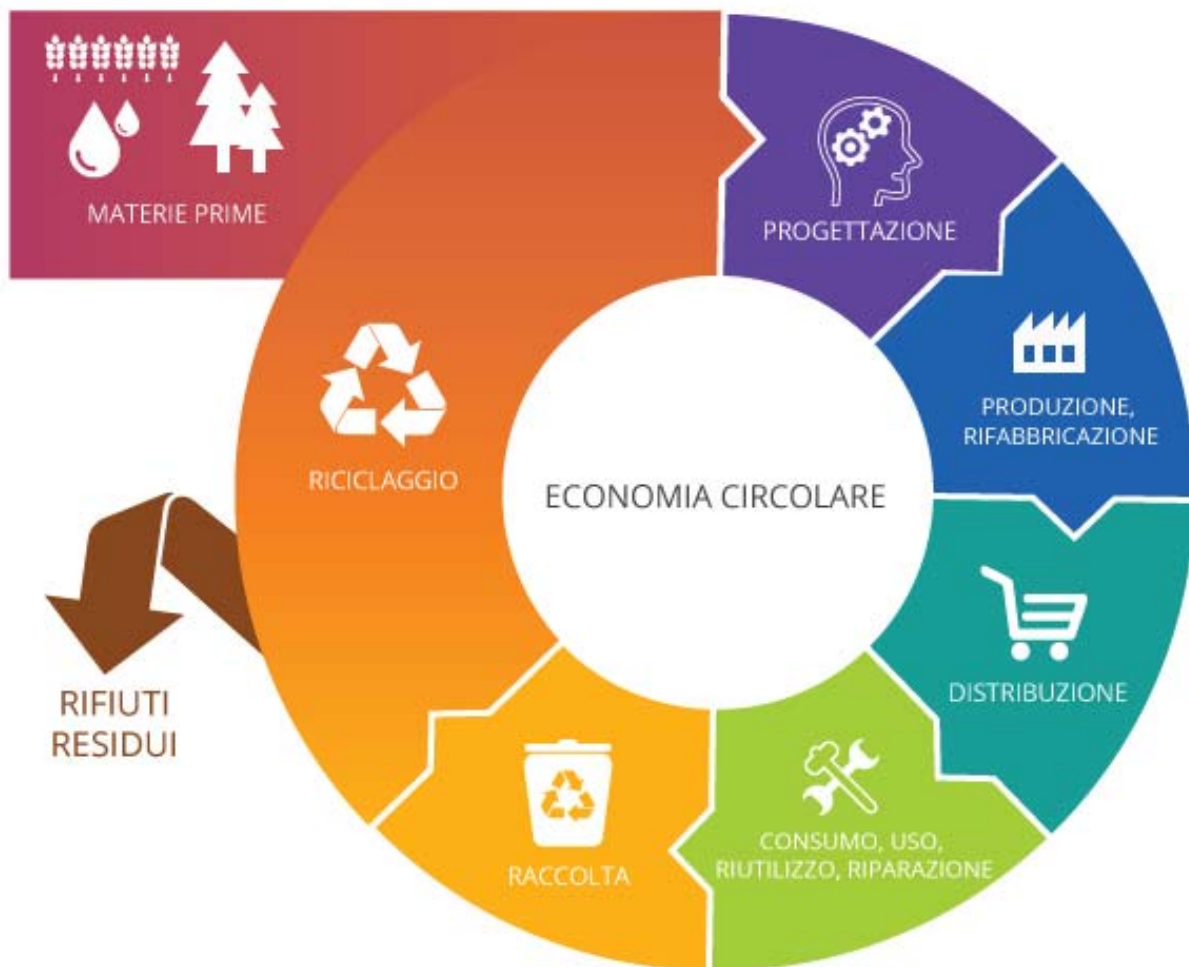 MATERIE PRIME
PROGETTAZIONE
PRODUZIONE,
RIFABBRICAZIONE
DISTRIBUZIONE
CONSUMO, USO,
RIUTILIZZO, RIPARAZIONE
RACCOLTA
RICICLAGGIO
RIFIUTI
RESIDUI
ECONOMIA CIRCOLARE